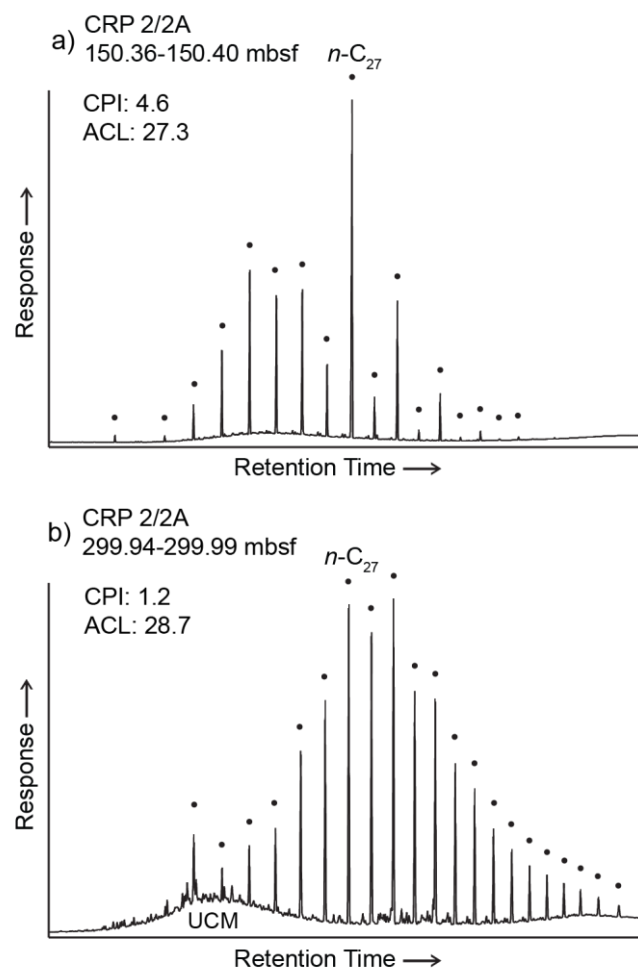 a) CRP 2/2A
150.36-150.40 mbsf
n-C27
CPI: 4.6
ACL: 27.3
Response →
Retention Time →
b) CRP 2/2A
299.94-299.99 mbsf
n-C27
CPI: 1.2
ACL: 28.7
Response →
UCM
Retention Time →